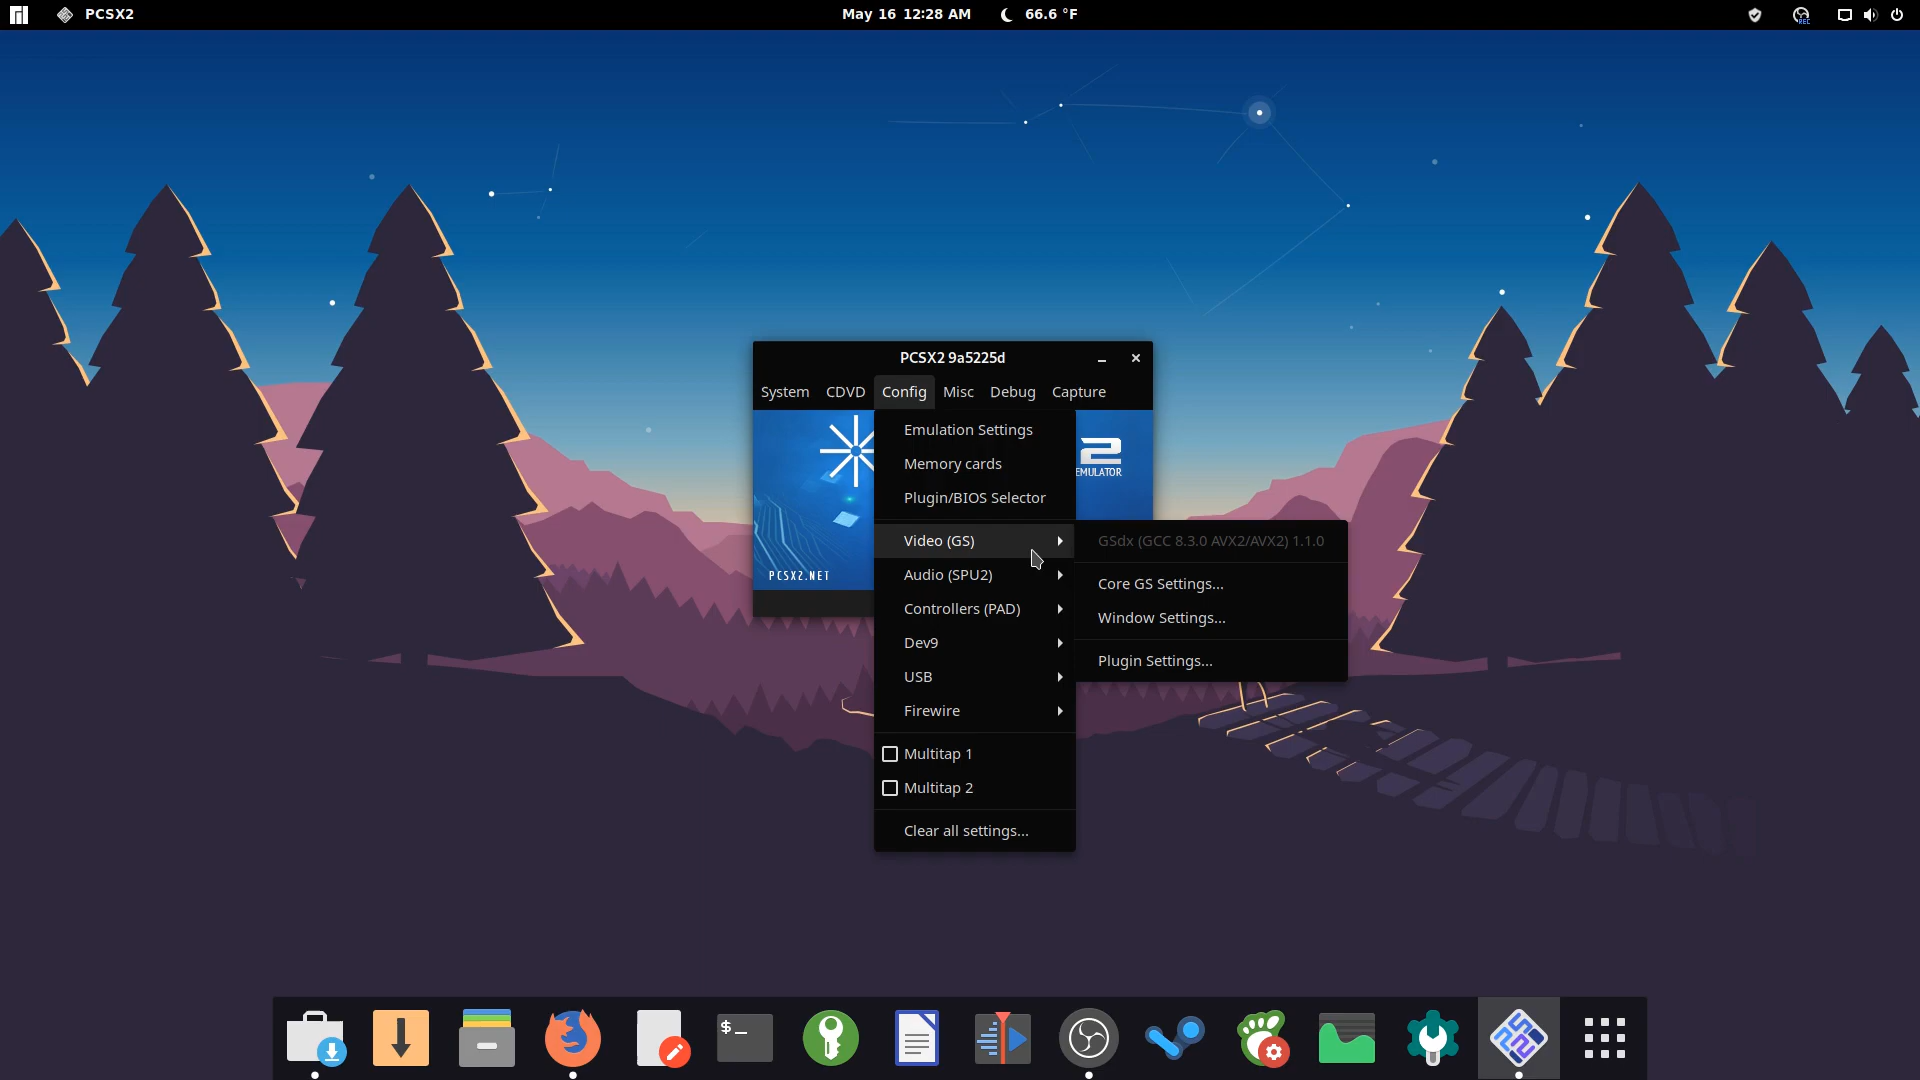 PCSX2
May 16 12:28 AM
66.6 °F
REC
PCSX2 9a5225d
System CDVD Config Misc Debug Capture
Emulation Settings
Memory cards
Plugin/BIOS Selector
2
EMULATOR
Video (GS)
GSdx (GCC 8.3.0 AVX2/AVX2) 1.1.0
Audio (SPU2)
Core GS Settings...
PCSX2.NET
Controllers (PAD)
Window Settings...
Dev9
Plugin Settings...
USB
Firewire
Multitap 1
Multitap 2
Clear all settings...
$_